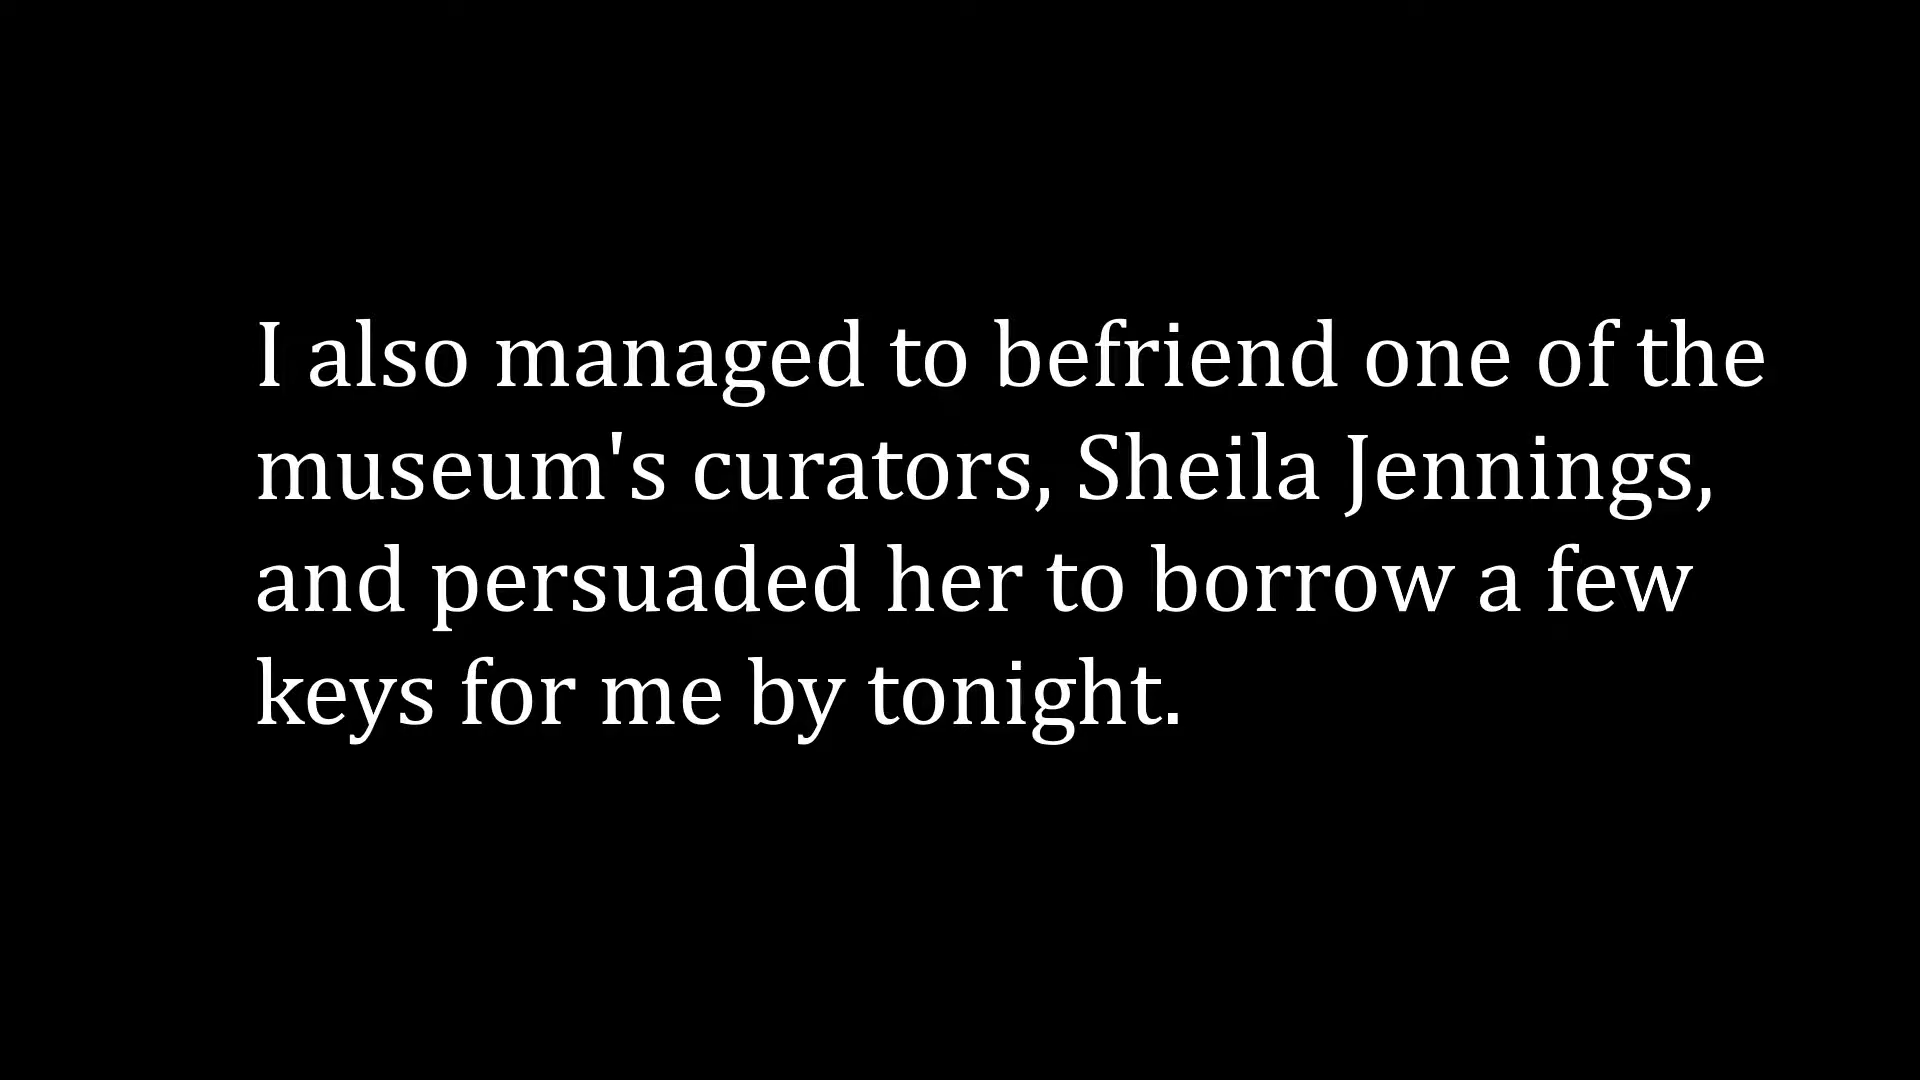 I also managed to befriend one of the
museum's curators, Sheila Jennings,
and persuaded her to borrow a few
keys for me by tonight.